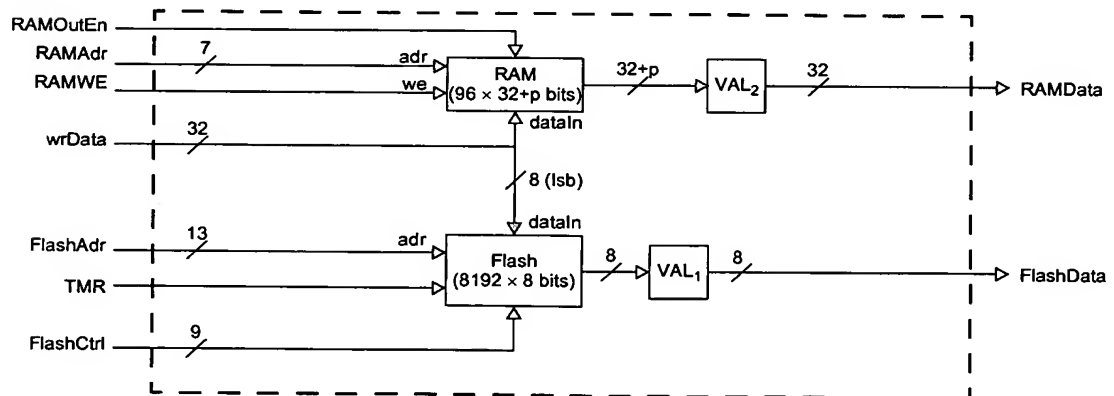 RAMOutEn
RAMAdr
7
adr
RAMWE
we
RAM
(96 × 32+p bits)
32+p
VAL2
32
RAMData
dataIn
wrData
32
8 (lsb)
dataIn
FlashAdr
13
adr
Flash
(8192 × 8 bits)
8
VAL1
8
FlashData
TMR
FlashCtrl
9